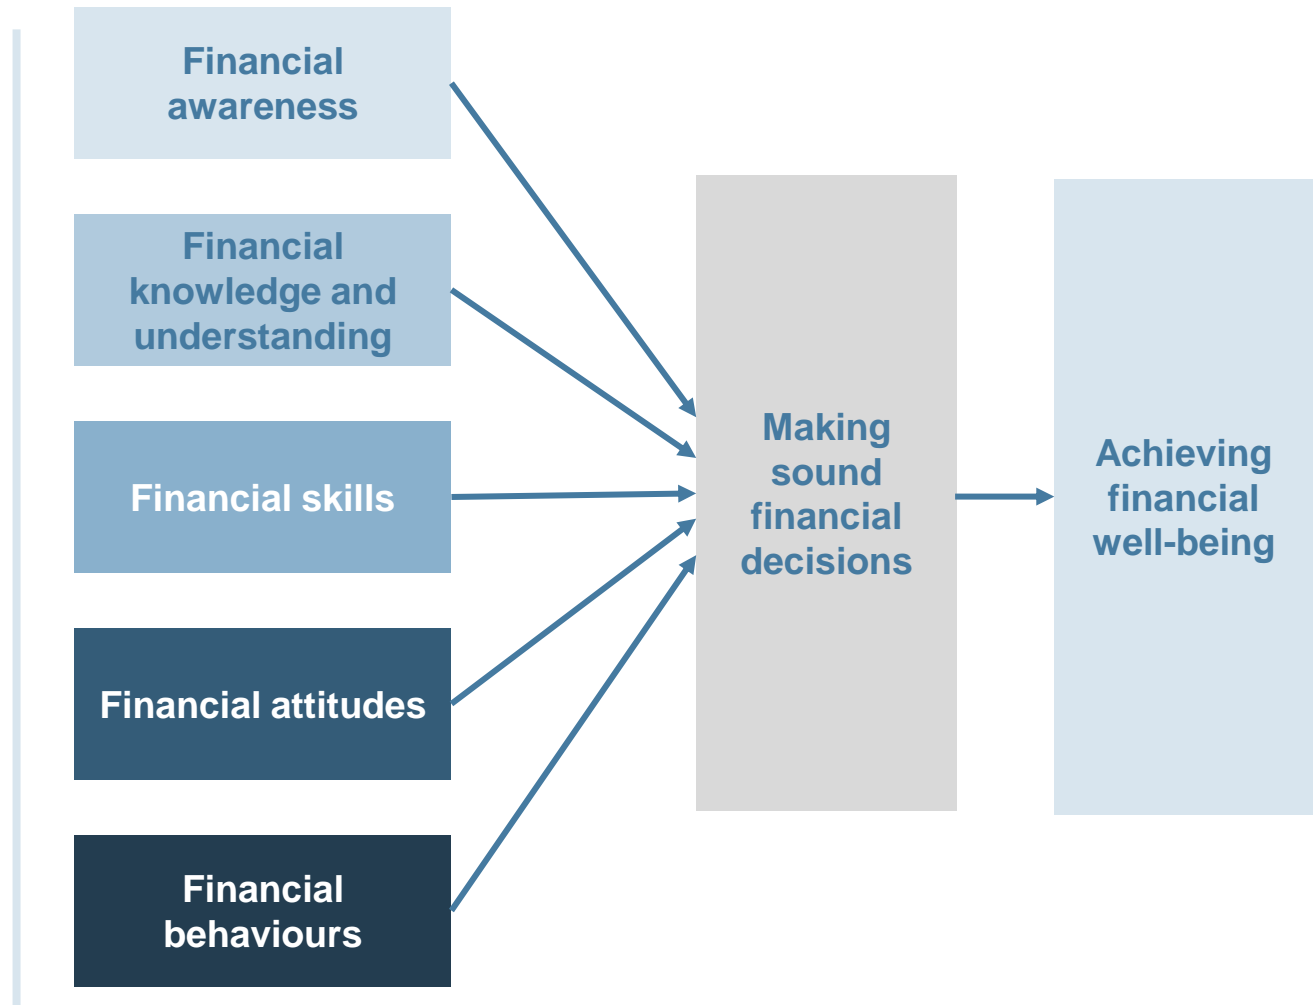 Financial
awareness
Financial
knowledge and
understanding
Financial skills
Financial attitudes
Financial
behaviours
Making
sound
financial
decisions
Achieving
financial
well-being